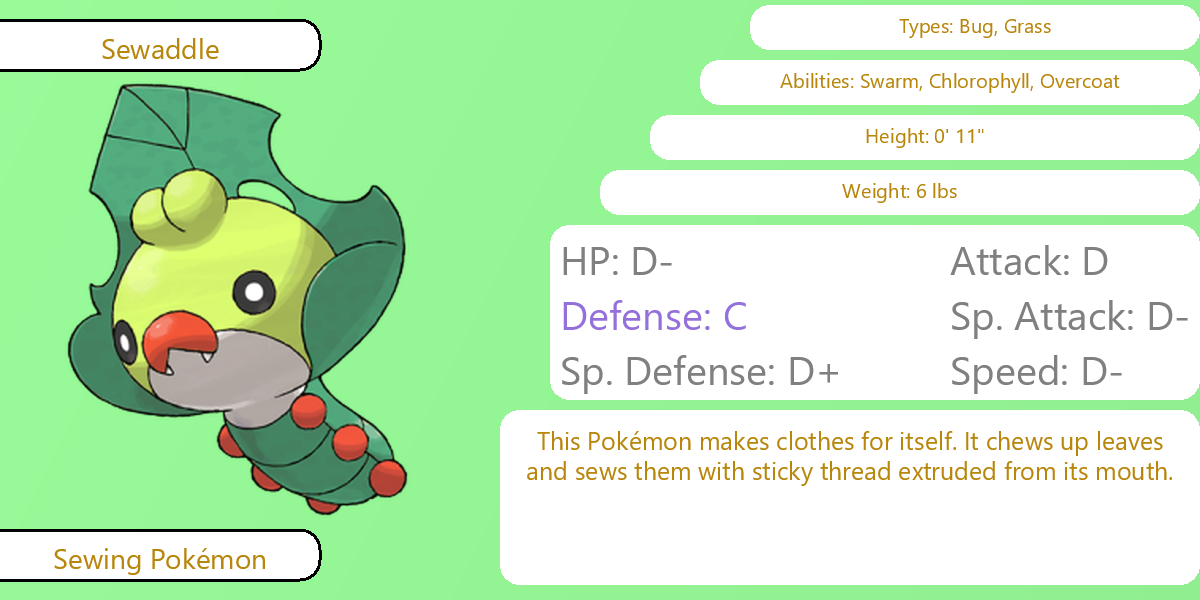 Sewaddle
Types: Bug, Grass
Abilities: Swarm, Chlorophyll, Overcoat
Height: 0' 11"
Weight: 6 lbs
HP: D-
Attack: D
Defense: C
Sp. Attack: D-
Sp. Defense: D+
Speed: D-
This Pokémon makes clothes for itself. It chews up leaves
and sews them with sticky thread extruded from its mouth.
Sewing Pokémon